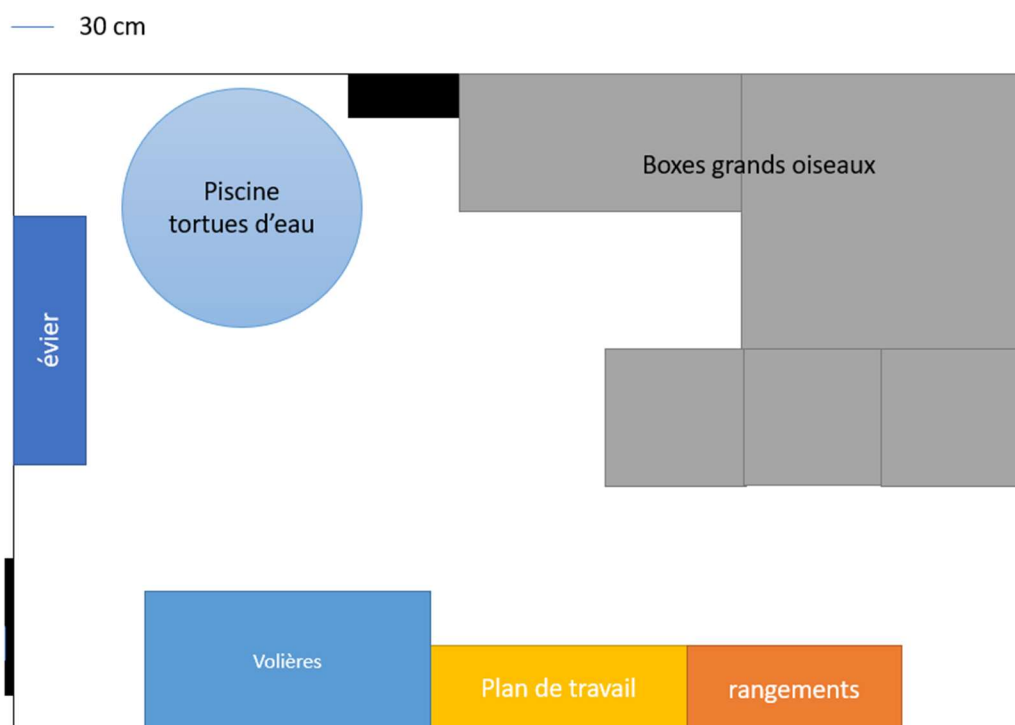 30 cm
Piscine
tortues d'eau
Boxes grands oiseaux
évier
Volières
Plan de travail
rangements